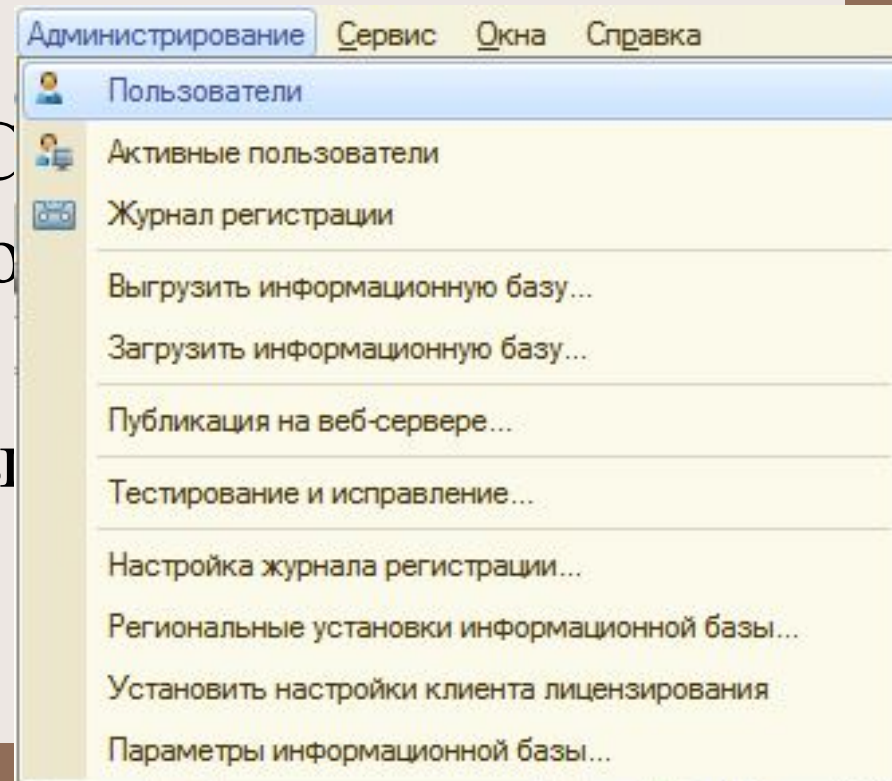 Администрирование Сервис Окна Справка
Пользователи
Активные пользователи
Журнал регистрации
Выгрузить информационную базу...
Загрузить информационную базу...
Публикация на веб-сервере...
Тестирование и исправление...
Настройка журнала регистрации...
Региональные установки информационной базы...
Установить настройки клиента лицензирования
Параметры информационной базы...